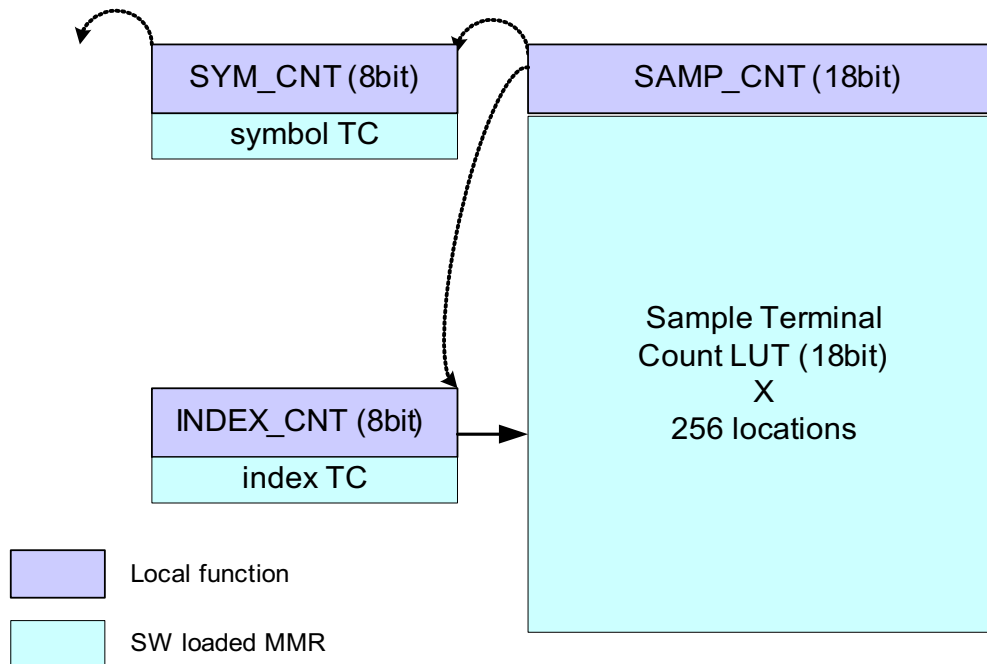 SYM_CNT (8bit)
symbol TC
SAMP_CNT (18bit)
Sample Terminal
Count LUT (18bit)
X
256 locations
INDEX_CNT (8bit)
index TC
Local function
SW loaded MMR